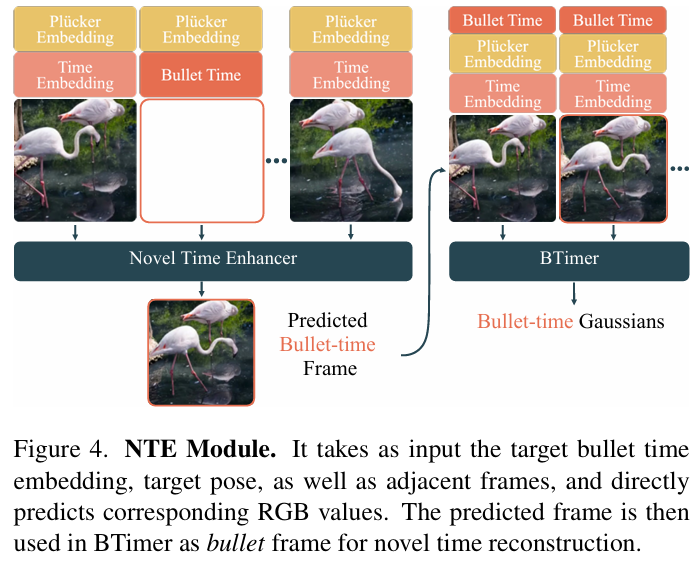 Plücker Embedding
Plücker Embedding
Plücker Embedding
Time Embedding
Bullet Time
Time Embedding
Novel Time Enhancer
Predicted
Bullet-time
Frame
Bullet Time
Bullet Time
Plücker Embedding
Plücker Embedding
Time Embedding
Time Embedding
BTimer
Bullet-time Gaussians
Figure 4. NTE Module. It takes as input the target bullet time
embedding, target pose, as well as adjacent frames, and directly
predicts corresponding RGB values. The predicted frame is then
used in BTimer as bullet frame for novel time reconstruction.